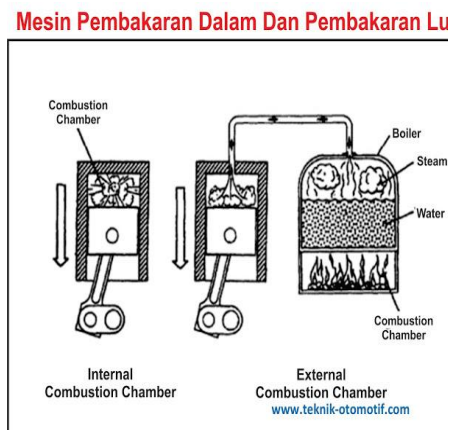 Mesin Pembakaran Dalam Dan Pembakaran Lu
Combustion
Chamber
Boiler
Steam
Water
Combustion
Chamber
Internal
Combustion Chamber
External
Combustion Chamber
www.teknik-otomotif.com